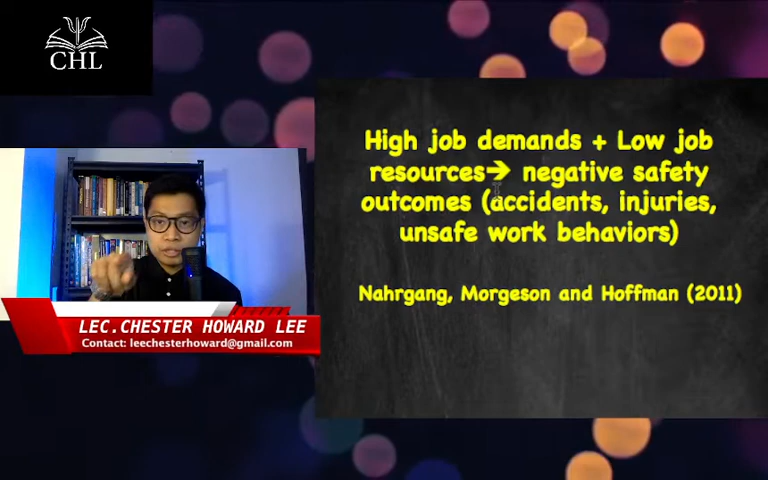 CHL
High job demands + Low job
resources➔ negative safety
outcomes (accidents, injuries,
unsafe work behaviors)
Nahrgang, Morgeson and Hoffman (2011)
LEC.CHESTER HOWARD LEE
Contact: leechesterhoward@gmail.com